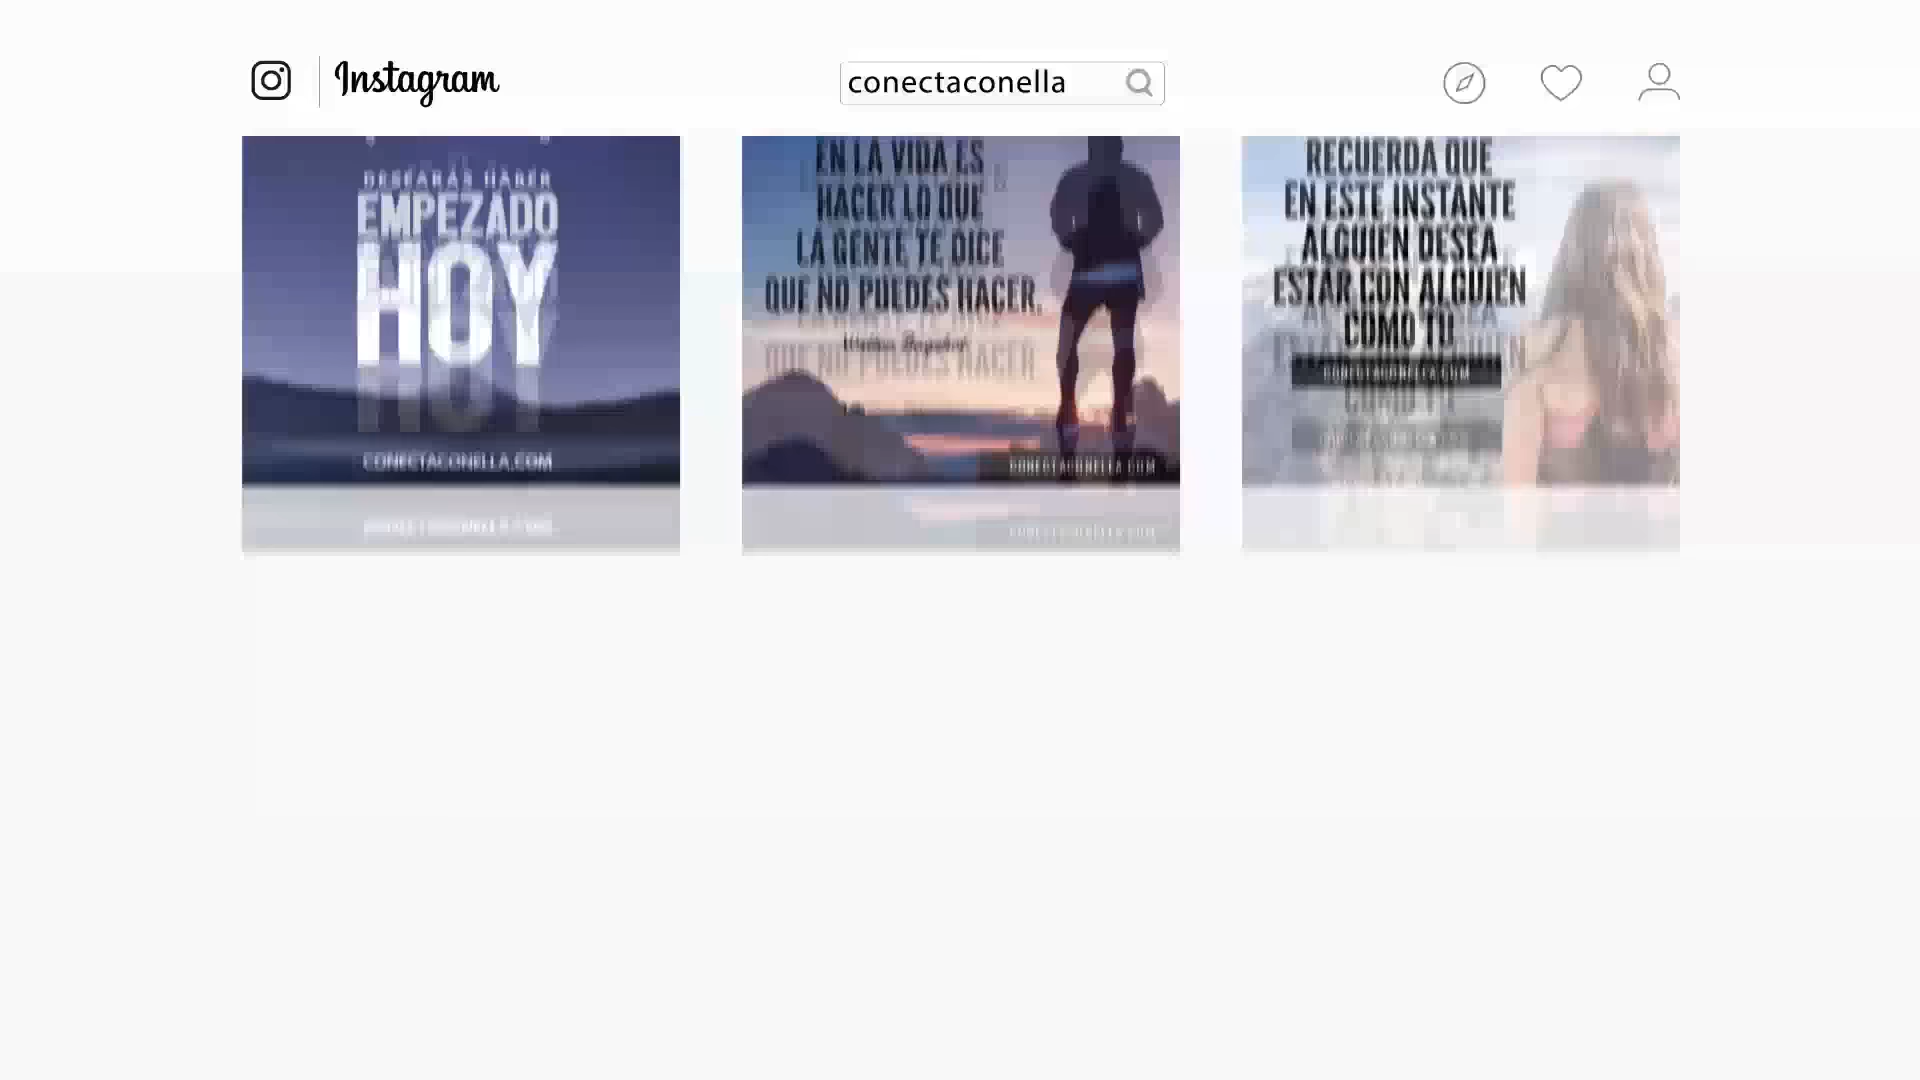 Instagram
conectaconella
DESEARÁS HABER
EMPEZADO
HOY
CONECTACONELLA.COM
EN LA VIDA ES
HACER LO QUE
LA GENTE TE DICE
QUE NO PUEDES HACER.
CONECTACONELLA.COM
RECUERDA QUE
EN ESTE INSTANTE
ALGUIEN DESEA
ESTAR CON ALGUIEN
COMO TU
CONECTACONELLA.COM